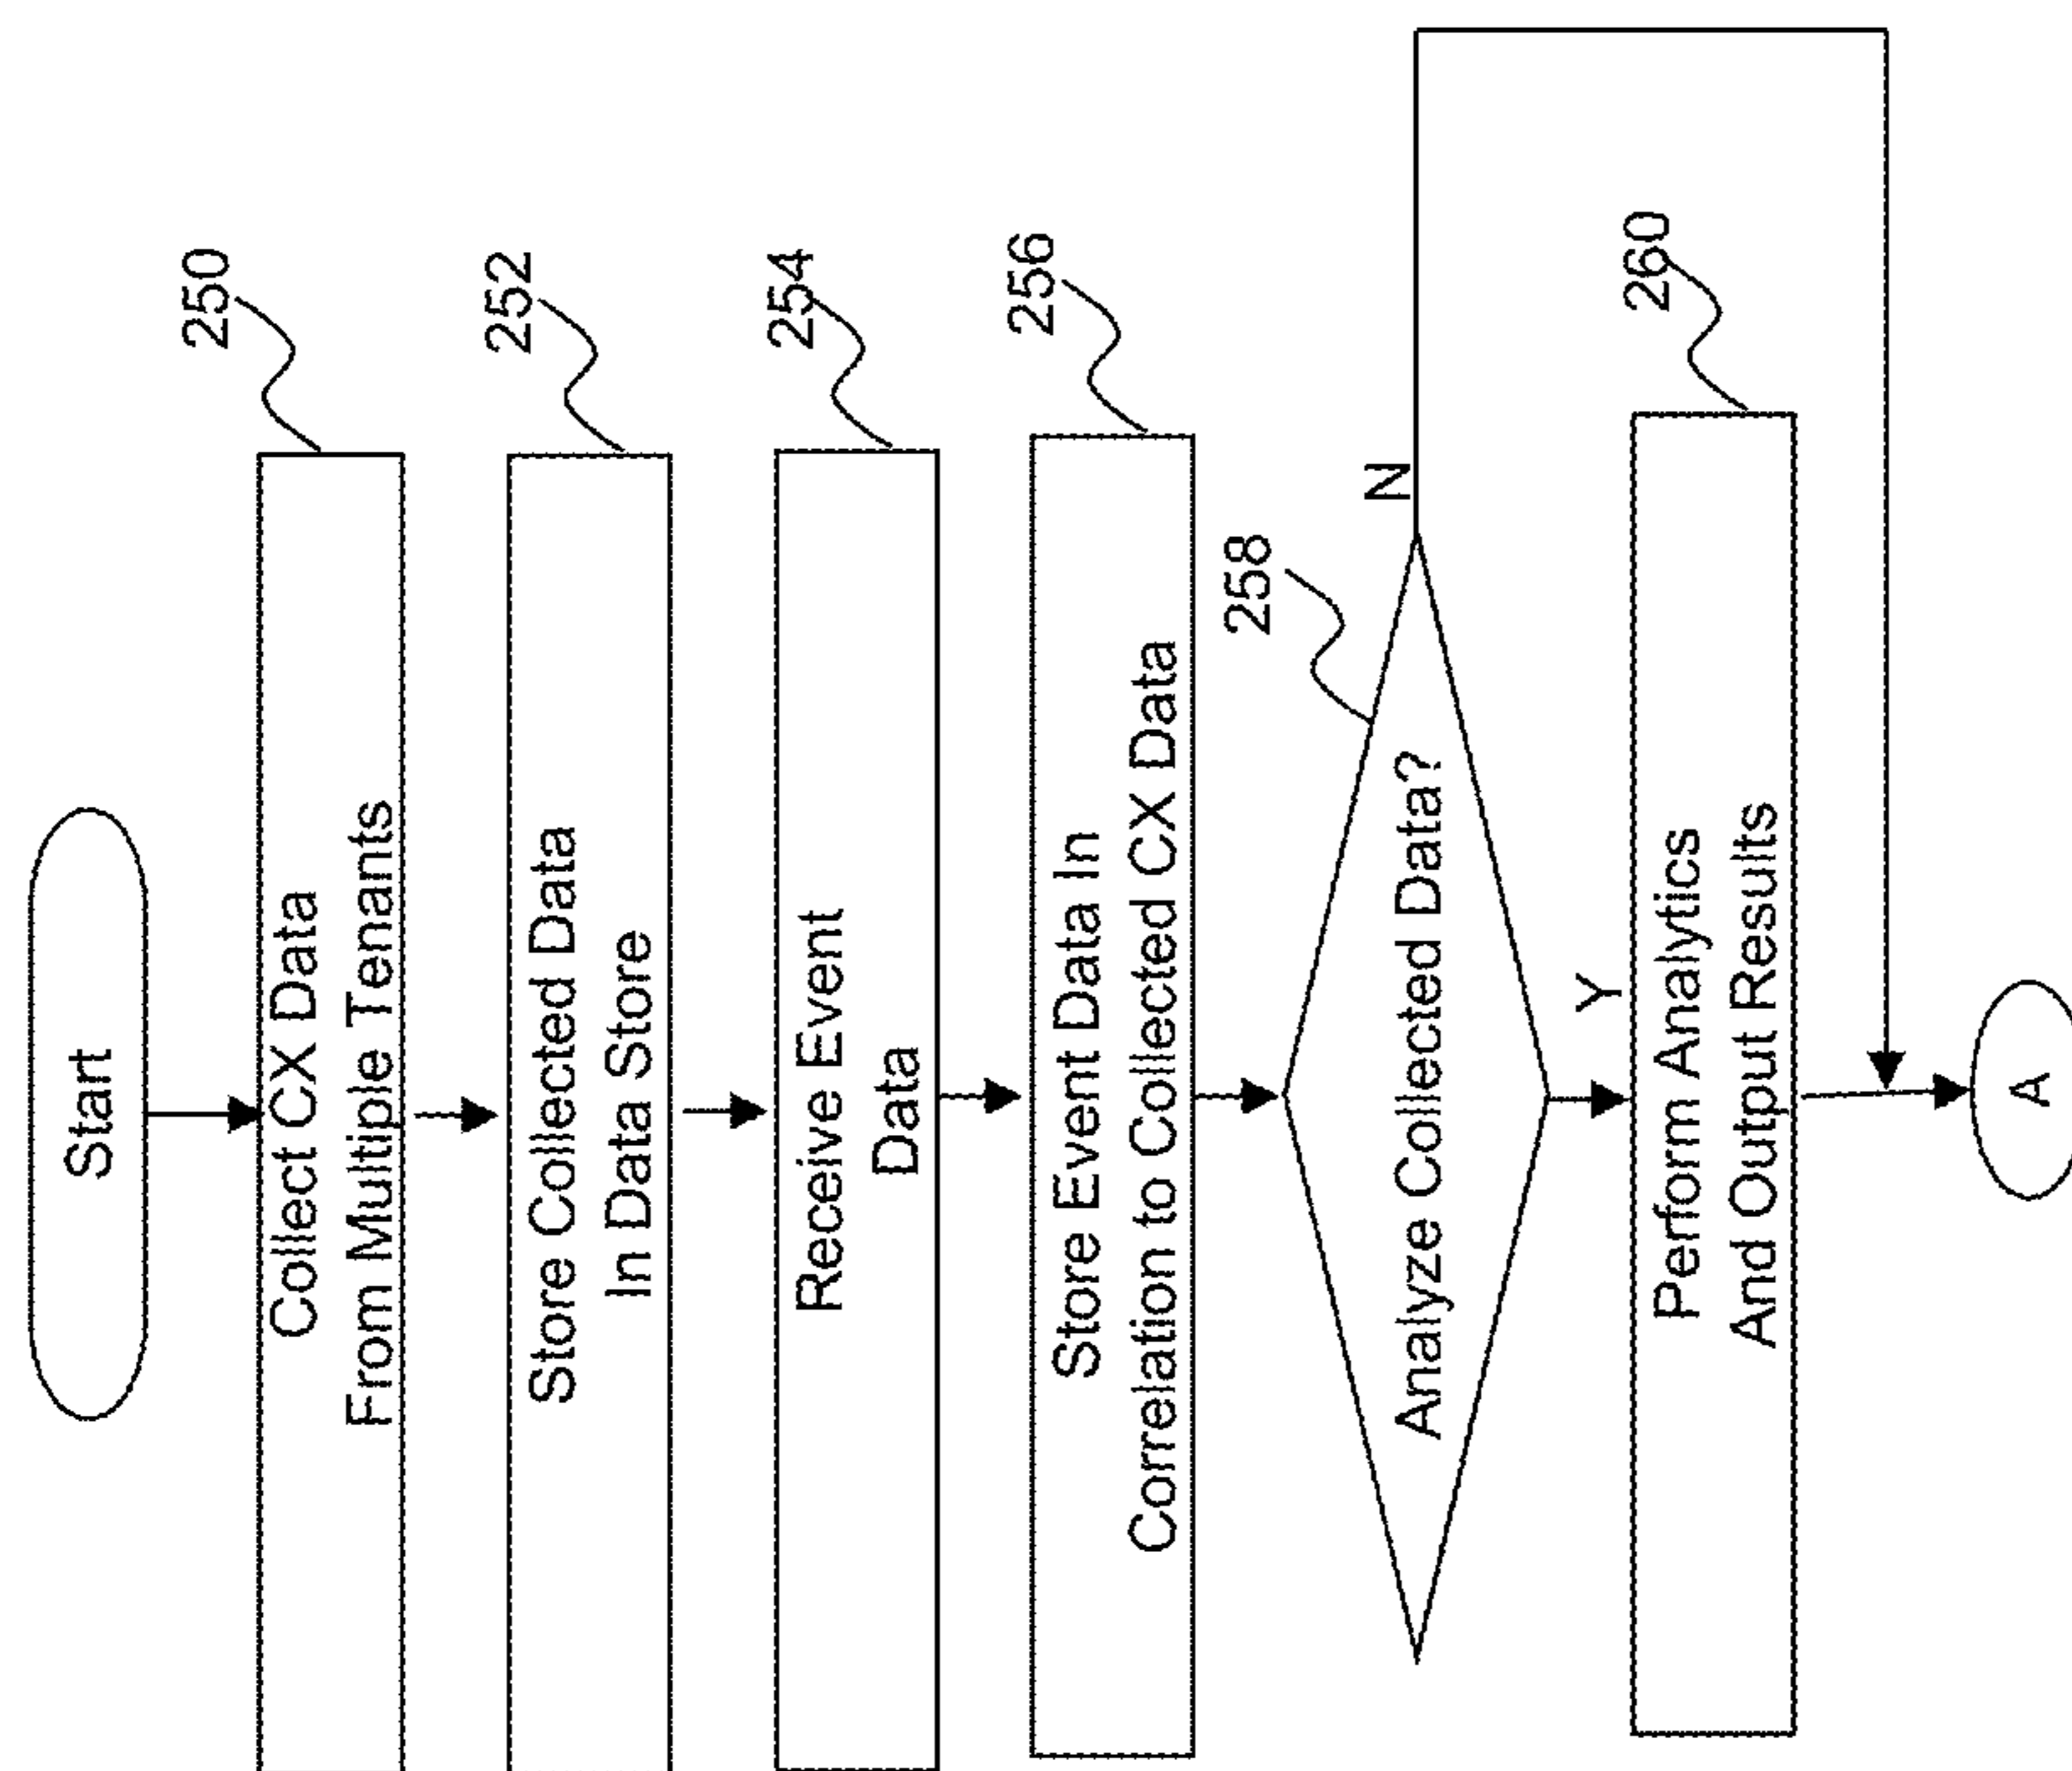 Start
250
Collect CX Data
From Multiple Tenants
252
Store Collected Data
In Data Store
254
Receive Event
Data
256
Store Event Data In
Correlation to Collected CX Data
258
Analyze Collected Data?
N
Y
260
Perform Analytics
And Output Results
A